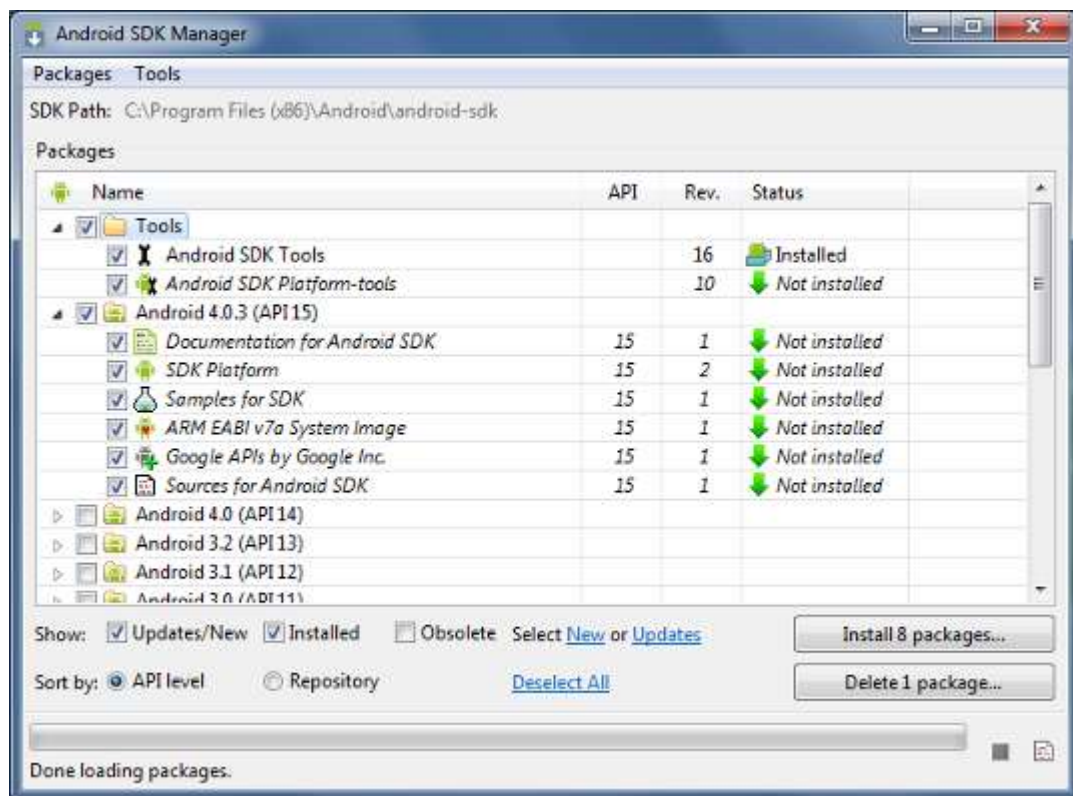 Android SDK Manager
Packages Tools
SDK Path: C:\Program Files (x86)\Android\android-sdk
Packages
Name API Rev. Status
Tools
Android SDK Tools 16 Installed
Android SDK Platform-tools 10 Not installed
Android 4.0.3 (API 15)
Documentation for Android SDK 15 1 Not installed
SDK Platform 15 2 Not installed
Samples for SDK 15 1 Not installed
ARM EABI v7a System Image 15 1 Not installed
Google APIs by Google Inc. 15 1 Not installed
Sources for Android SDK 15 1 Not installed
Android 4.0 (API 14)
Android 3.2 (API 13)
Android 3.1 (API 12)
Android 3.0 (API 11)
Show: Updates/New Installed Obsolete Select New or Updates Install 8 packages...
Sort by: API level Repository Deselect All Delete 1 package...
Done loading packages.